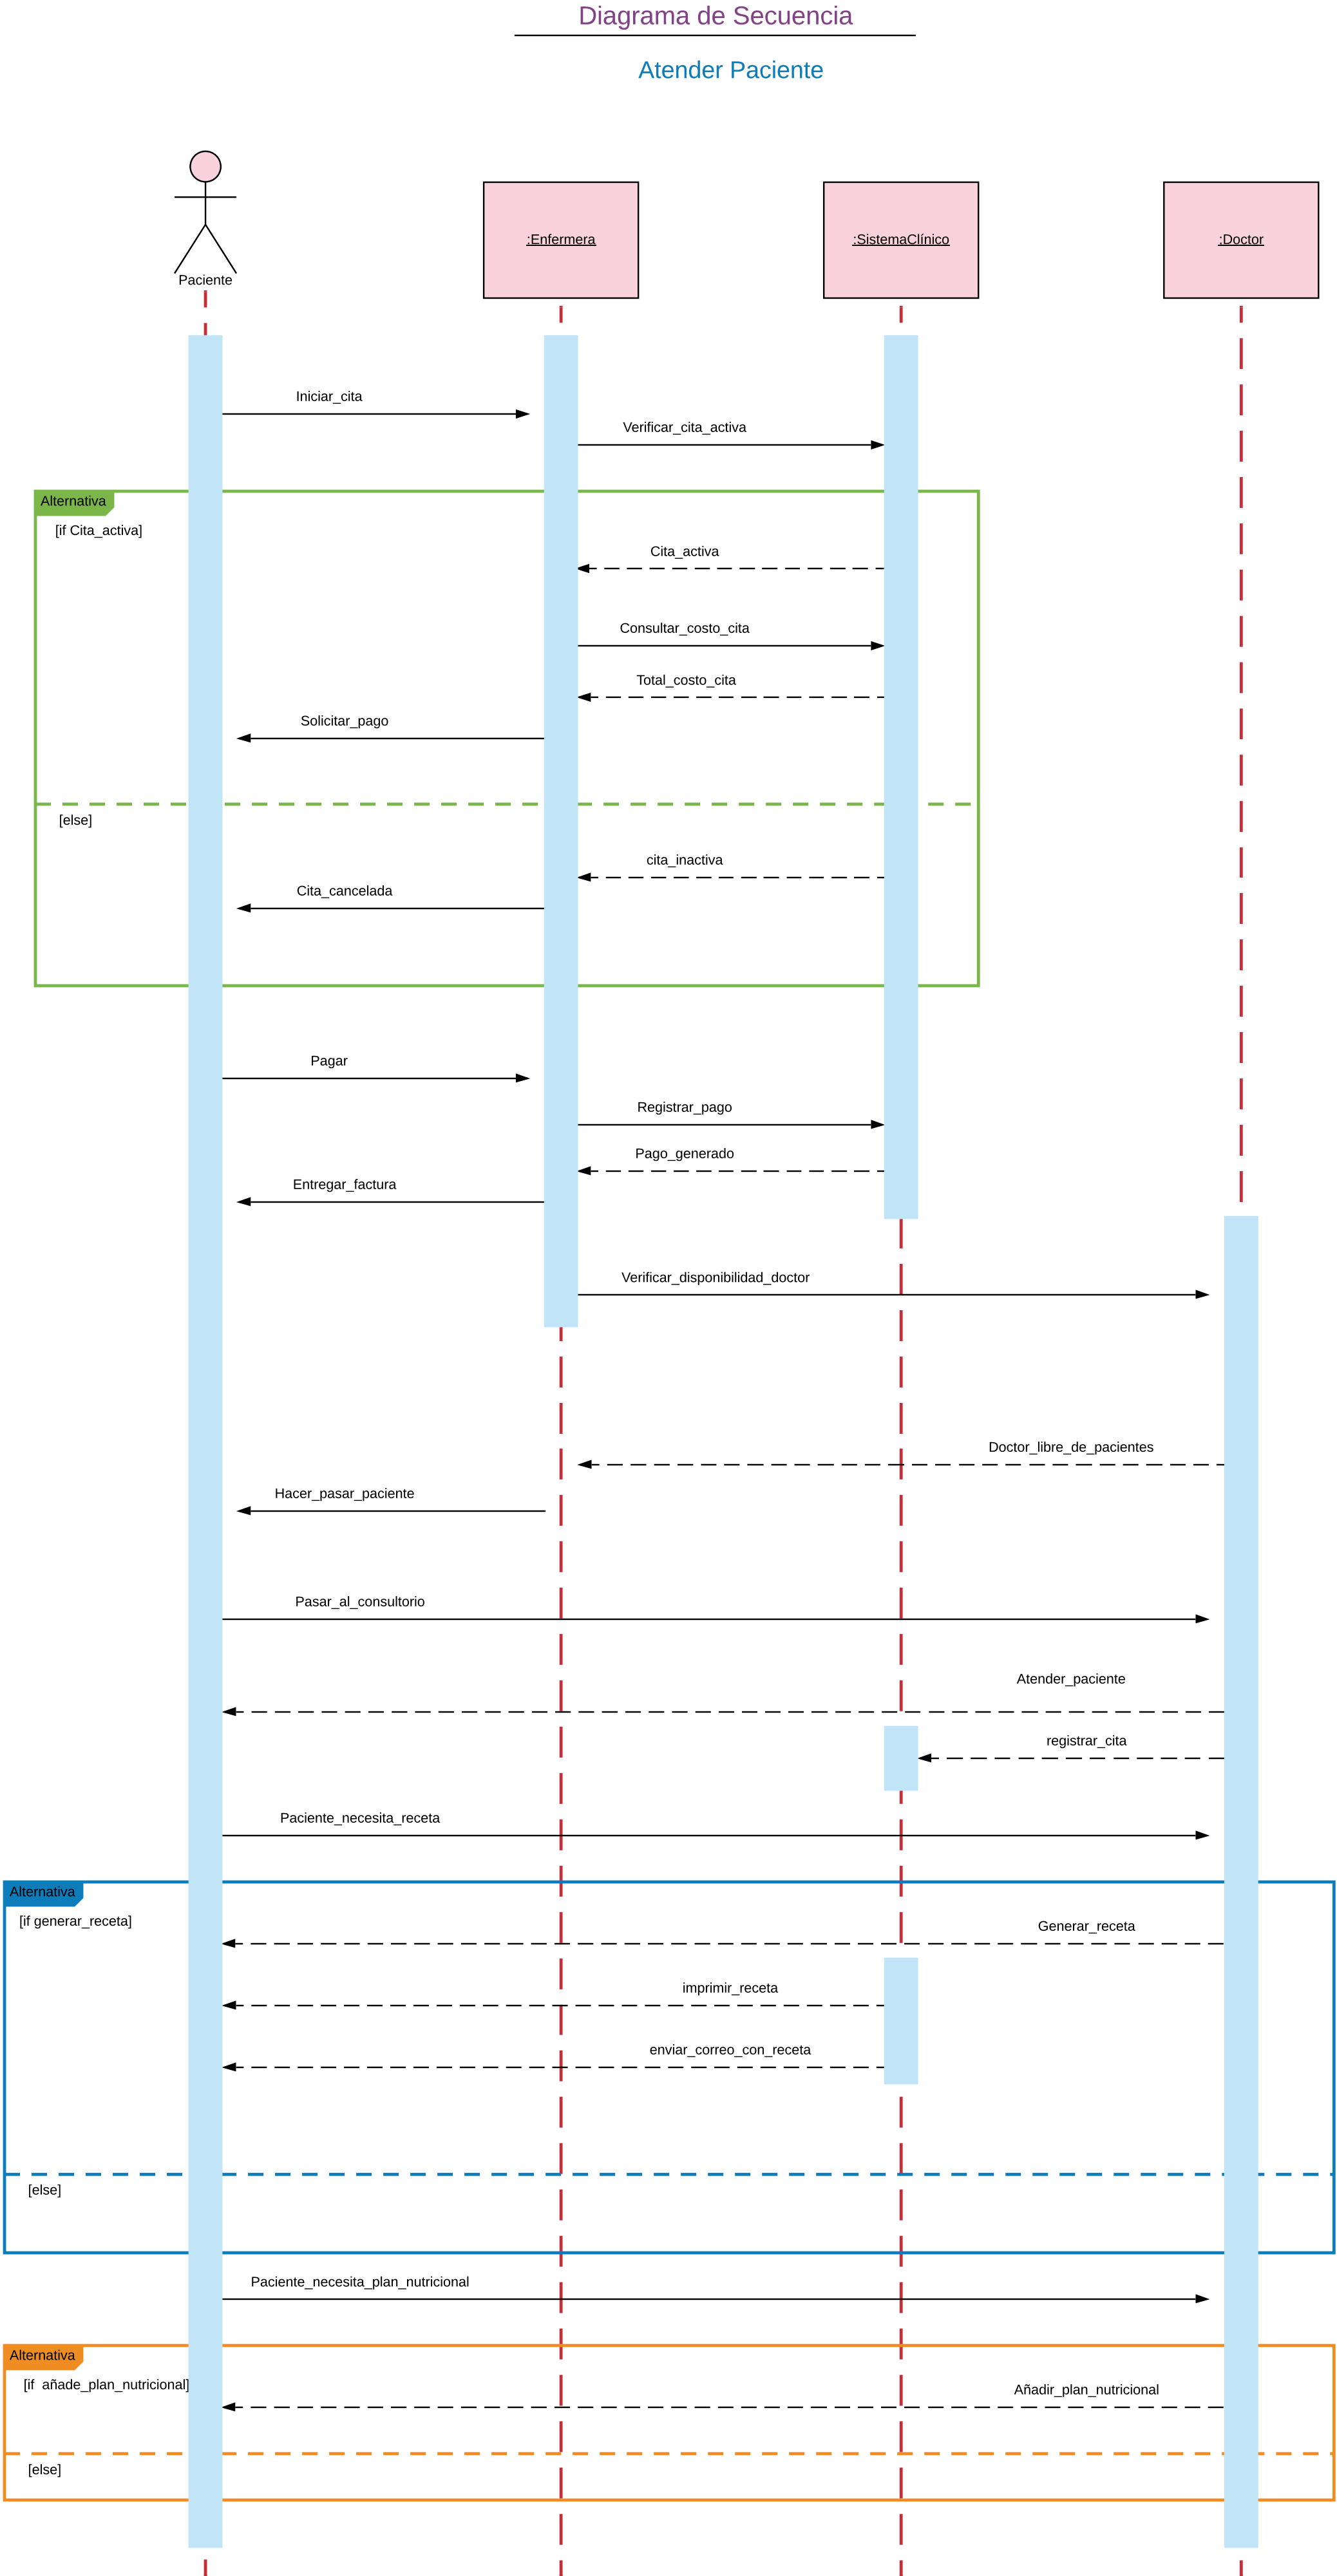 Diagrama de Secuencia
Atender Paciente
Paciente
:Enfermera
:SistemaClínico
:Doctor
Iniciar_cita
Verificar_cita_activa
Alternativa
[if Cita_activa]
Cita_activa
Consultar_costo_cita
Total_costo_cita
Solicitar_pago
[else]
cita_inactiva
Cita_cancelada
Pagar
Registrar_pago
Pago_generado
Entregar_factura
Verificar_disponibilidad_doctor
Doctor_libre_de_pacientes
Hacer_pasar_paciente
Pasar_al_consultorio
Atender_paciente
registrar_cita
Paciente_necesita_receta
Alternativa
[if generar_receta]
Generar_receta
imprimir_receta
enviar_correo_con_receta
[else]
Paciente_necesita_plan_nutricional
Alternativa
[if  añade_plan_nutricional]
Añadir_plan_nutricional
[else]